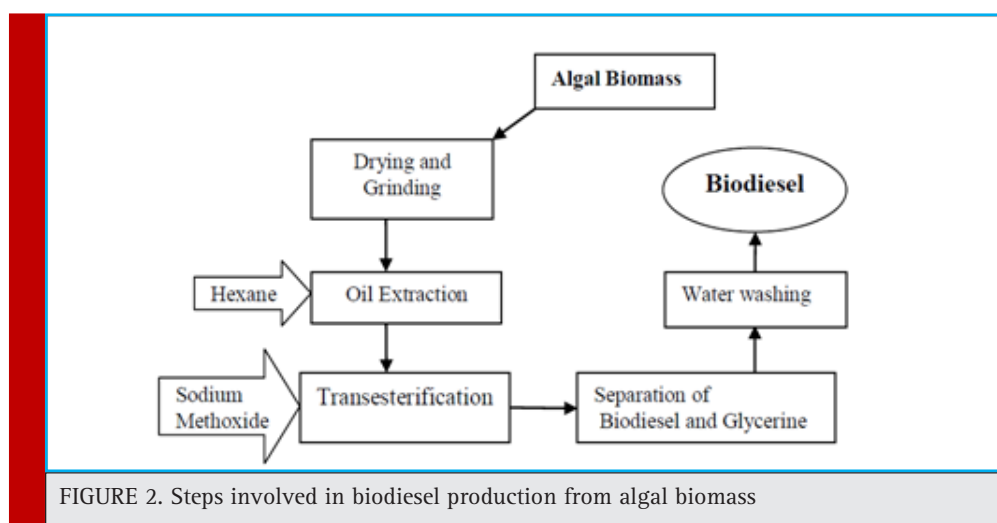 Algal Biomass
Drying and
Grinding
Hexane
Oil Extraction
Sodium
Methoxide
Transesterification
Separation of
Biodiesel and Glycerine
Water washing
Biodiesel
FIGURE 2. Steps involved in biodiesel production from algal biomass